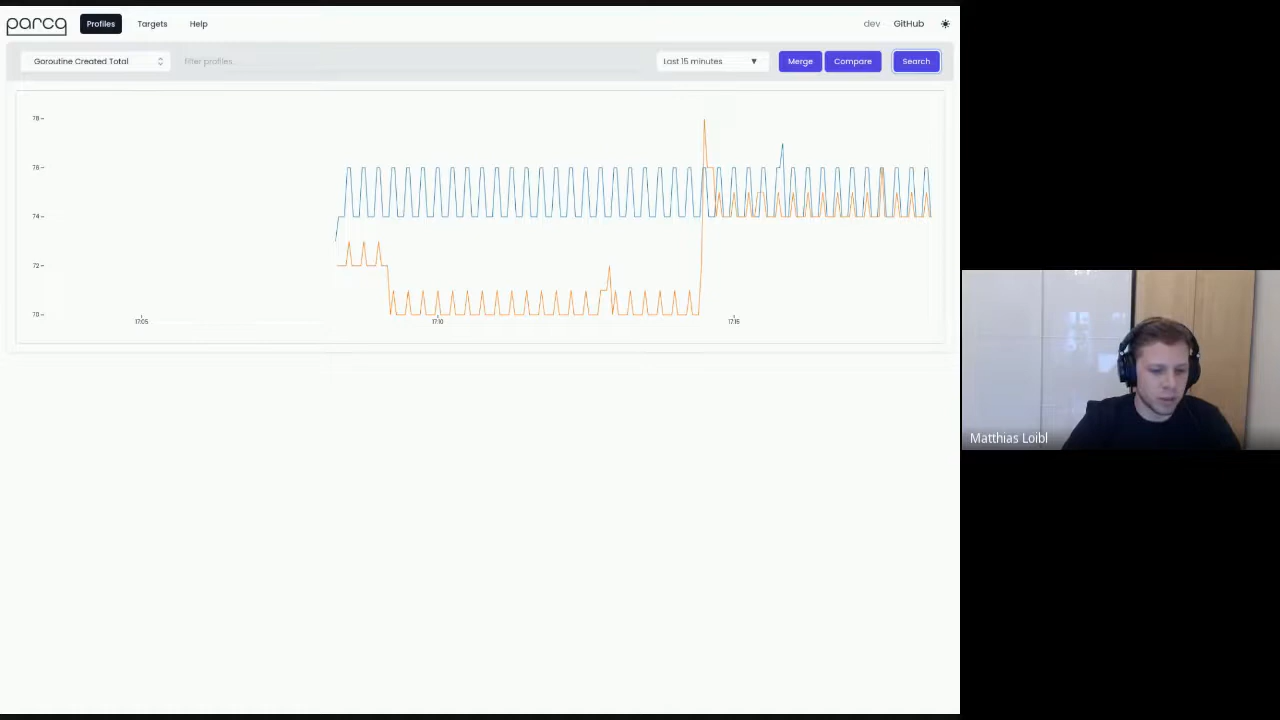 parca
Profiles
Targets
Help
dev
GitHub
Goroutine Created Total
Filter profiles...
Last 15 minutes
Merge
Compare
Search
78
76
74
72
70
17:05
17:10
17:15
Matthias Loibl